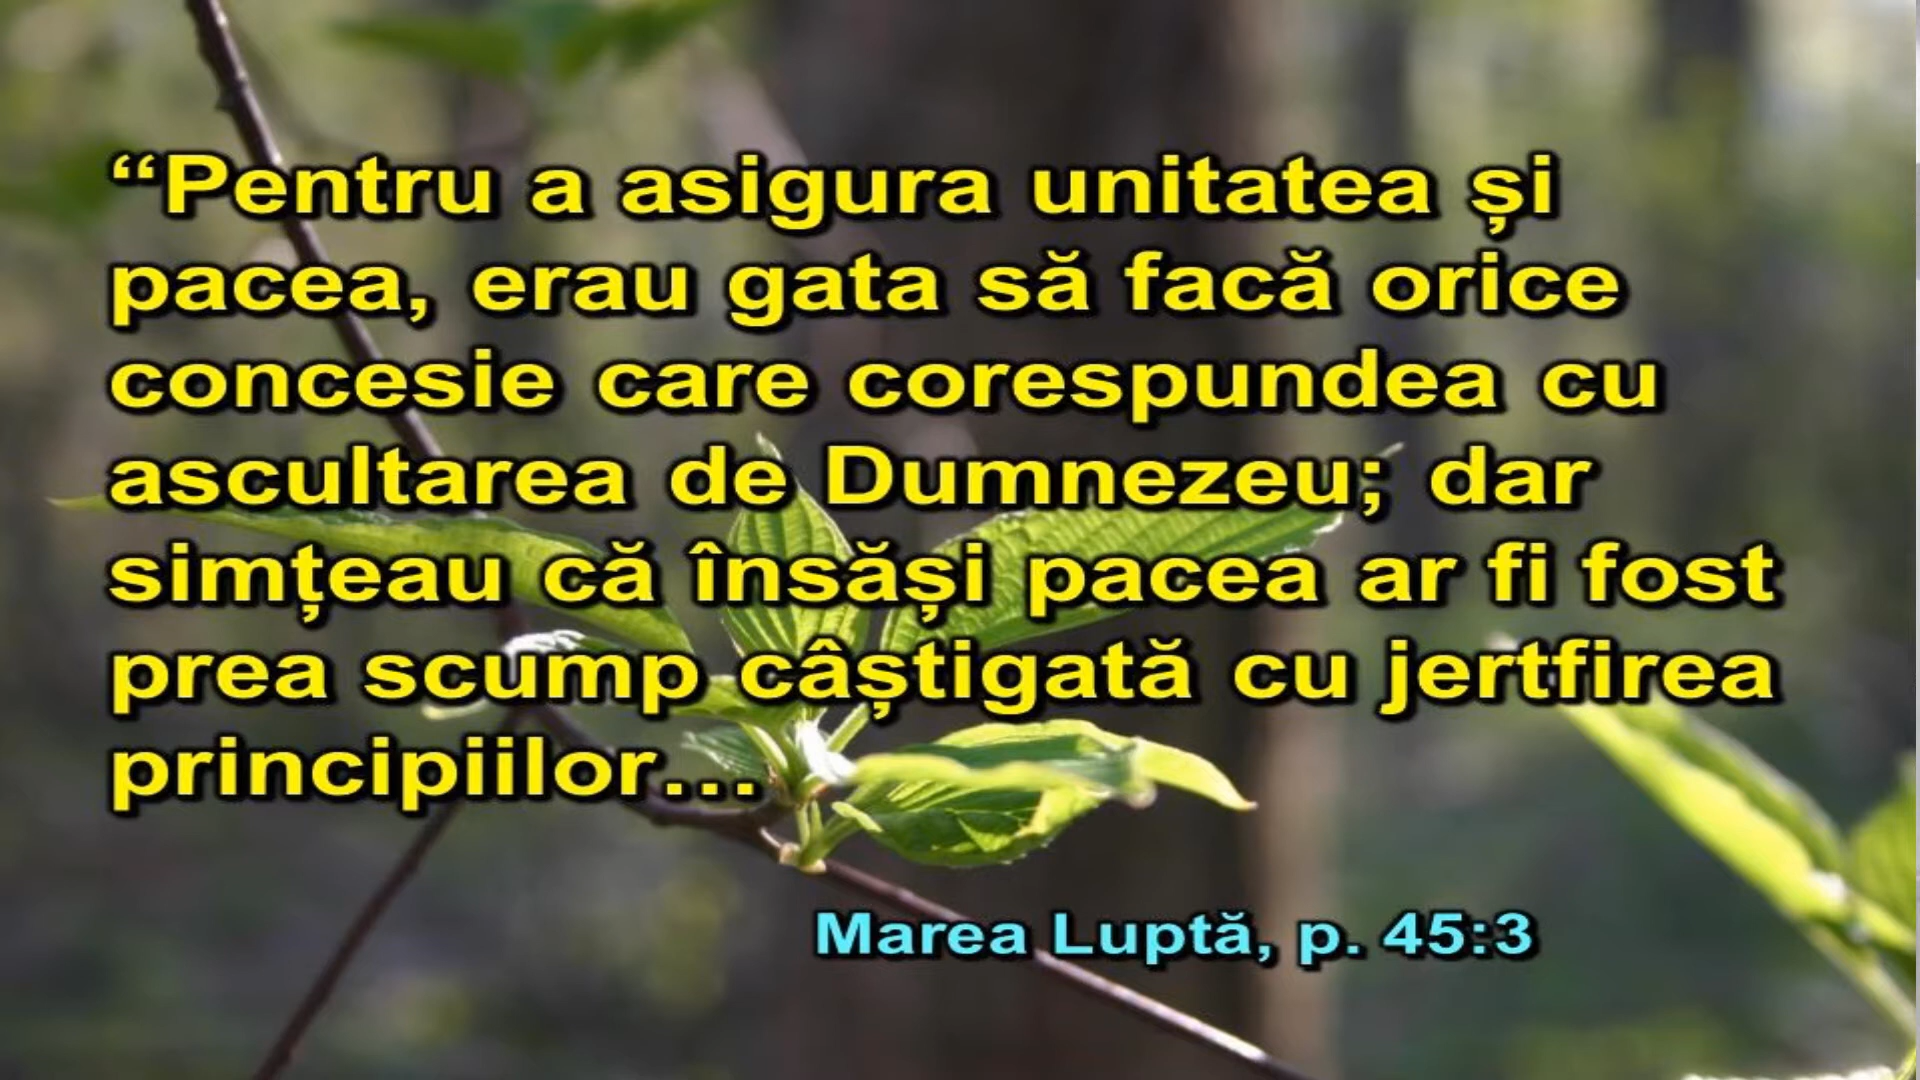 “Pentru a asigura unitatea și
pacea, erau gata să facă orice
concesie care corespundea cu
ascultarea de Dumnezeu; dar
simțeau că însăși pacea ar fi fost
prea scump câștigată cu jertfirea
principiilor...
Marea Luptă, p. 45:3